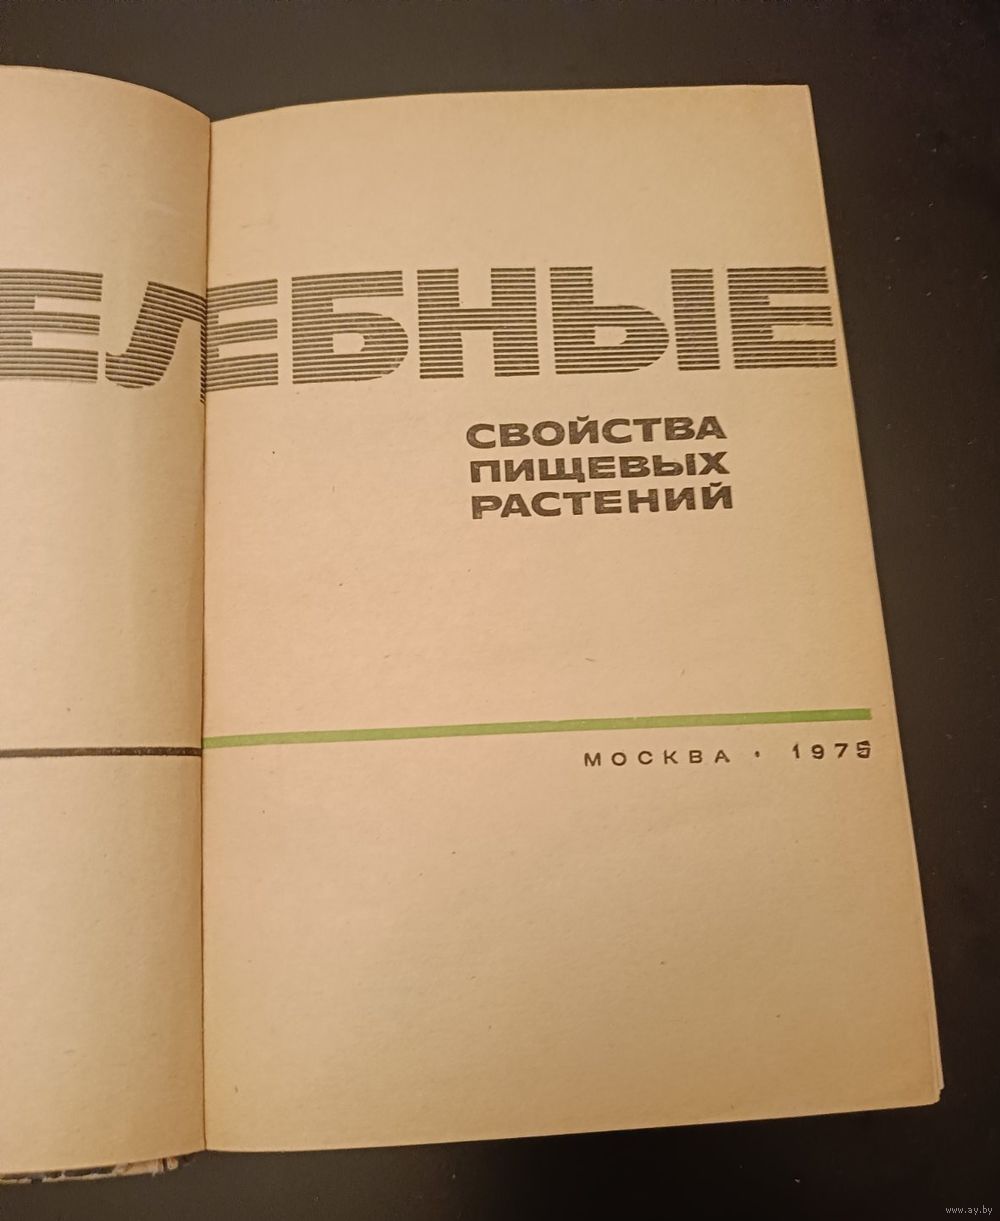 ЕЛЕБНЫЕ
СВОЙСТВА
ПИЩЕВЫХ
РАСТЕНИЙ
МОСКВА · 1975
www.ay.by